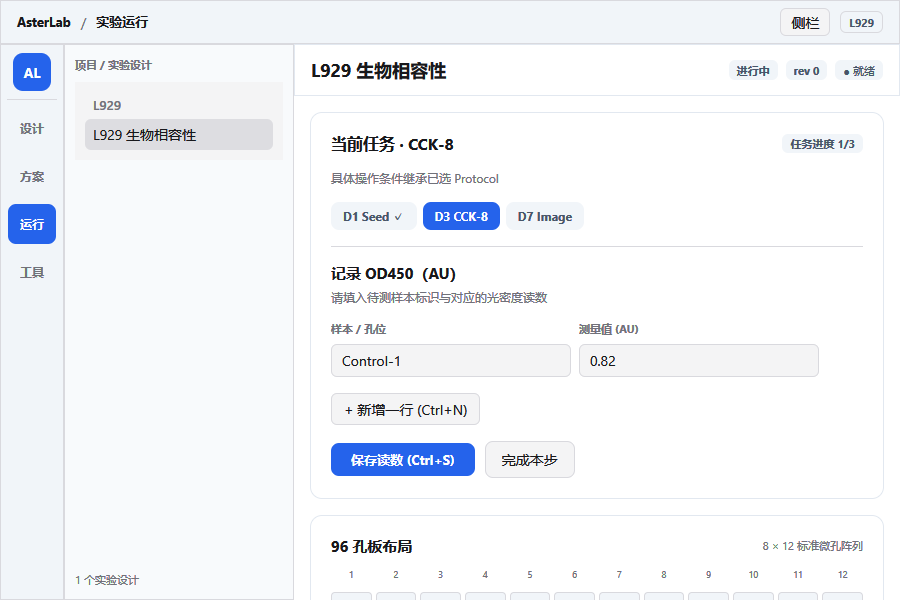 AsterLab / 实验运行
侧栏
L929
AL
设计
方案
运行
工具
项目 / 实验设计
L929
L929 生物相容性
1 个实验设计
L929 生物相容性
进行中
rev 0
● 就绪
当前任务 · CCK-8
任务进度 1/3
具体操作条件继承已选 Protocol
D1 Seed ✓
D3 CCK-8
D7 Image
记录 OD450（AU）
请填入待测样本标识与对应的光密度读数
样本 / 孔位
测量值 (AU)
Control-1
0.82
+ 新增一行 (Ctrl+N)
保存读数 (Ctrl+S)
完成本步
96 孔板布局
8 × 12 标准微孔阵列
1 2 3 4 5 6 7 8 9 10 11 12